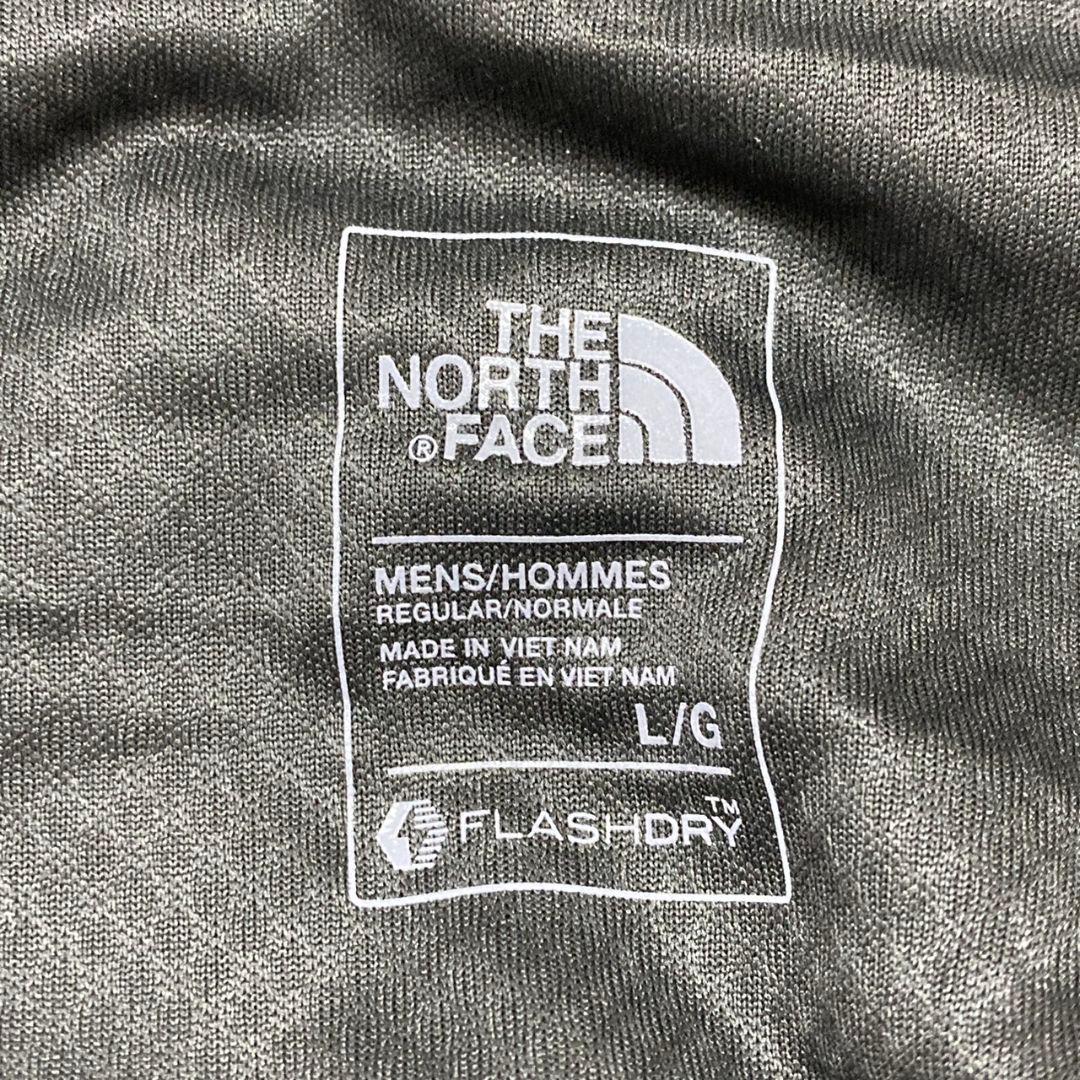 THE
NORTH
® FACE
MENS/HOMMES
REGULAR/NORMALE
MADE IN VIET NAM
FABRIQUÉ EN VIET NAM
L/G
FLASHDRY™